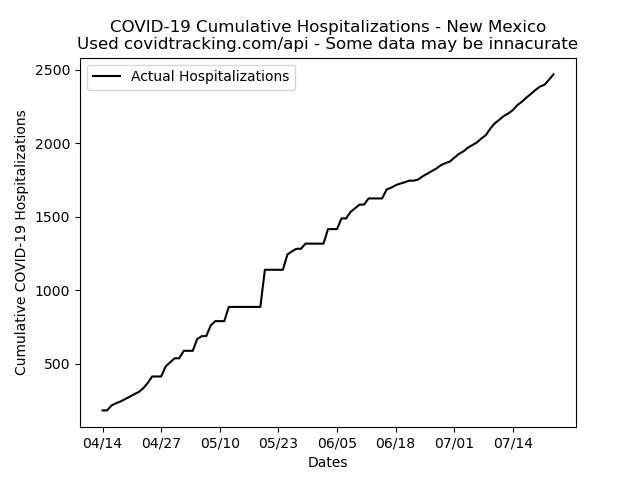 COVID-19 Cumulative Hospitalizations - New Mexico
Used covidtracking.com/api - Some data may be innacurate
Actual Hospitalizations
Cumulative COVID-19 Hospitalizations
2500
2000
1500
1000
500
04/14 04/27 05/10 05/23 06/05 06/18 07/01 07/14
Dates